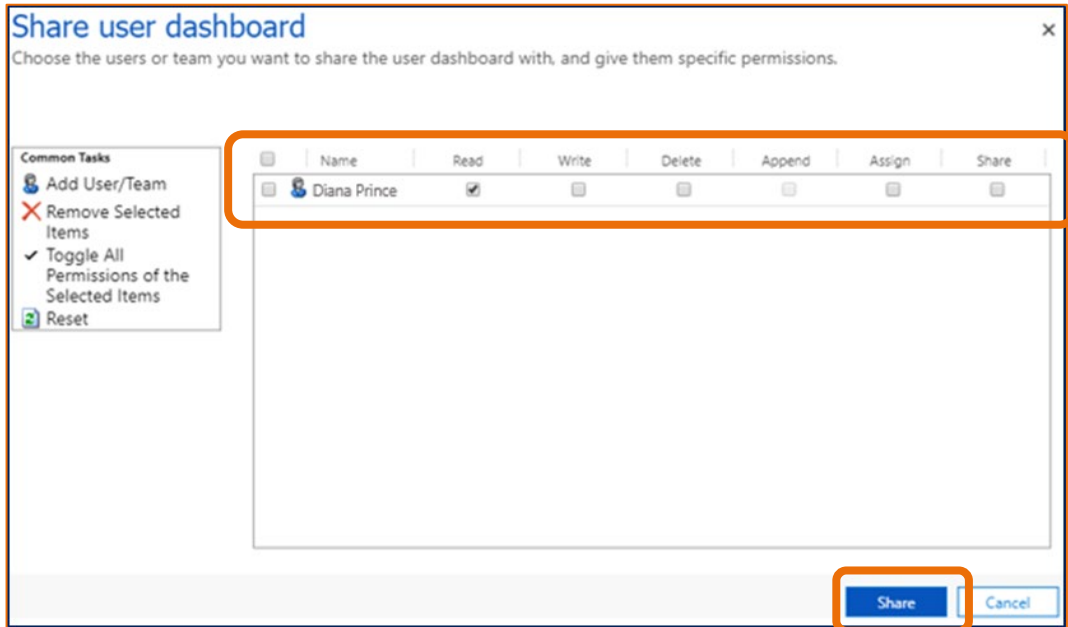 Share user dashboard
Choose the users or team you want to share the user dashboard with, and give them specific permissions.
Common Tasks
Add User/Team
Remove Selected
Items
Toggle All
Permissions of the
Selected Items
Reset
Name Read Write Delete Append Assign Share
Diana Prince
Share Cancel